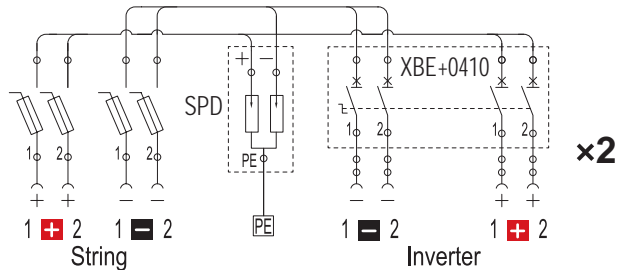 + −
XBE+0410
SPD
1 2 1 2 1 2 1 2
PE
+ + − − − − + +
PE
×2
1 + 2 1 − 2 1 − 2 1 + 2
String Inverter